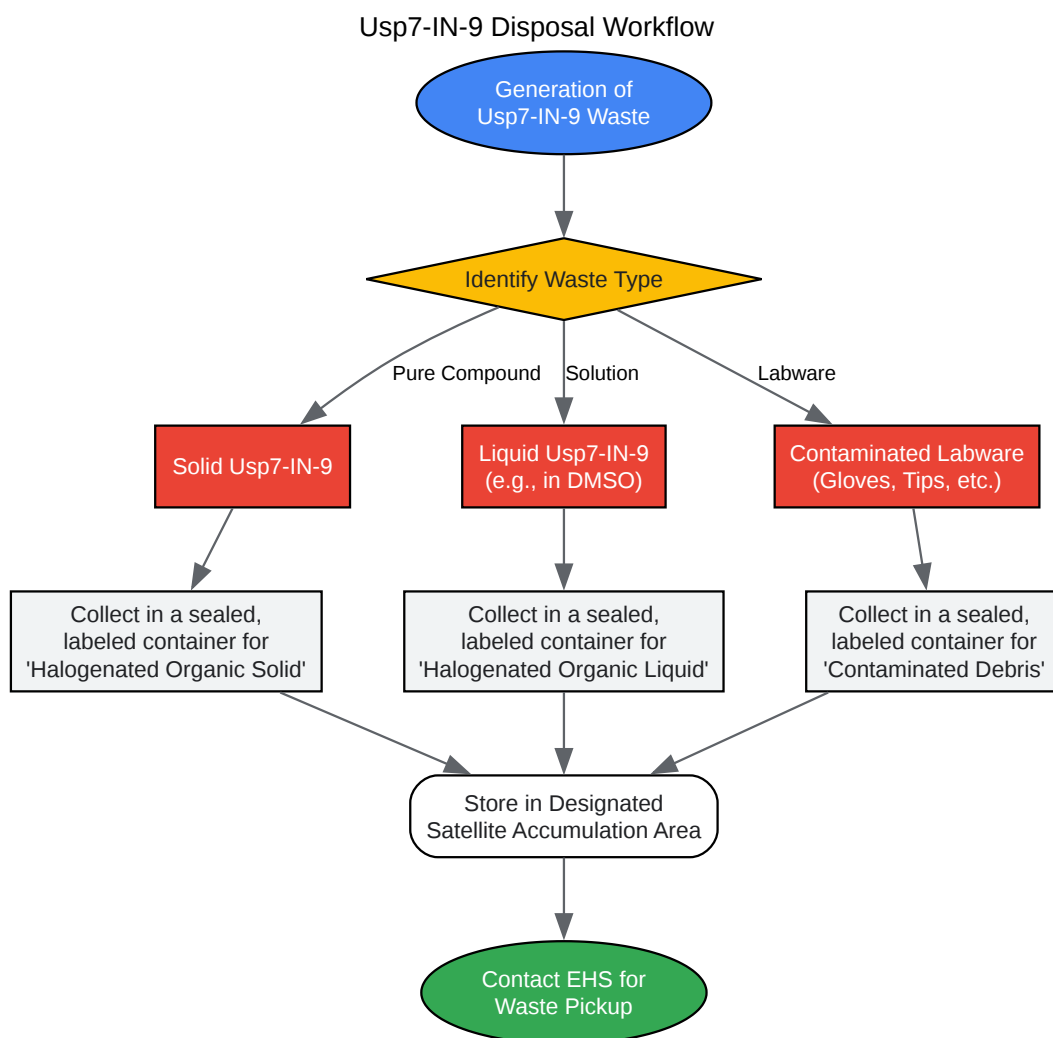 Usp7-IN-9 Disposal Workflow
Generation of
Usp7-IN-9 Waste
Identify Waste Type
Pure Compound
Solution
Labware
Solid Usp7-IN-9
Liquid Usp7-IN-9
(e.g., in DMSO)
Contaminated Labware
(Gloves, Tips, etc.)
Collect in a sealed,
labeled container for
'Halogenated Organic Solid'
Collect in a sealed,
labeled container for
'Halogenated Organic Liquid'
Collect in a sealed,
labeled container for
'Contaminated Debris'
Store in Designated
Satellite Accumulation Area
Contact EHS for
Waste Pickup